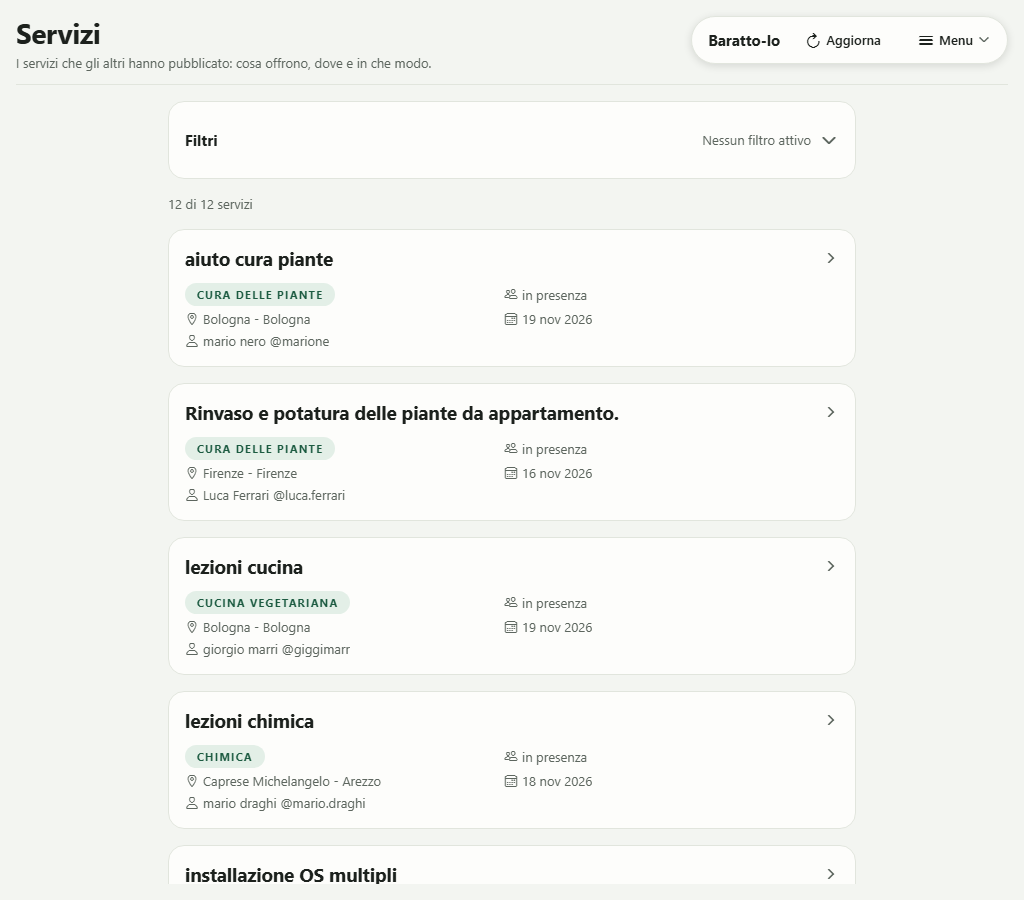 Servizi
I servizi che gli altri hanno pubblicato: cosa offrono, dove e in che modo.
Baratto-lo
Aggiorna
Menu
Filtri
Nessun filtro attivo
12 di 12 servizi
aiuto cura piante
CURA DELLE PIANTE
in presenza
Bologna - Bologna
19 nov 2026
mario nero @marione
Rinvaso e potatura delle piante da appartamento.
CURA DELLE PIANTE
in presenza
Firenze - Firenze
16 nov 2026
Luca Ferrari @luca.ferrari
lezioni cucina
CUCINA VEGETARIANA
in presenza
Bologna - Bologna
19 nov 2026
giorgio marri @giggimarr
lezioni chimica
CHIMICA
in presenza
Caprese Michelangelo - Arezzo
18 nov 2026
mario draghi @mario.draghi
installazione OS multipli